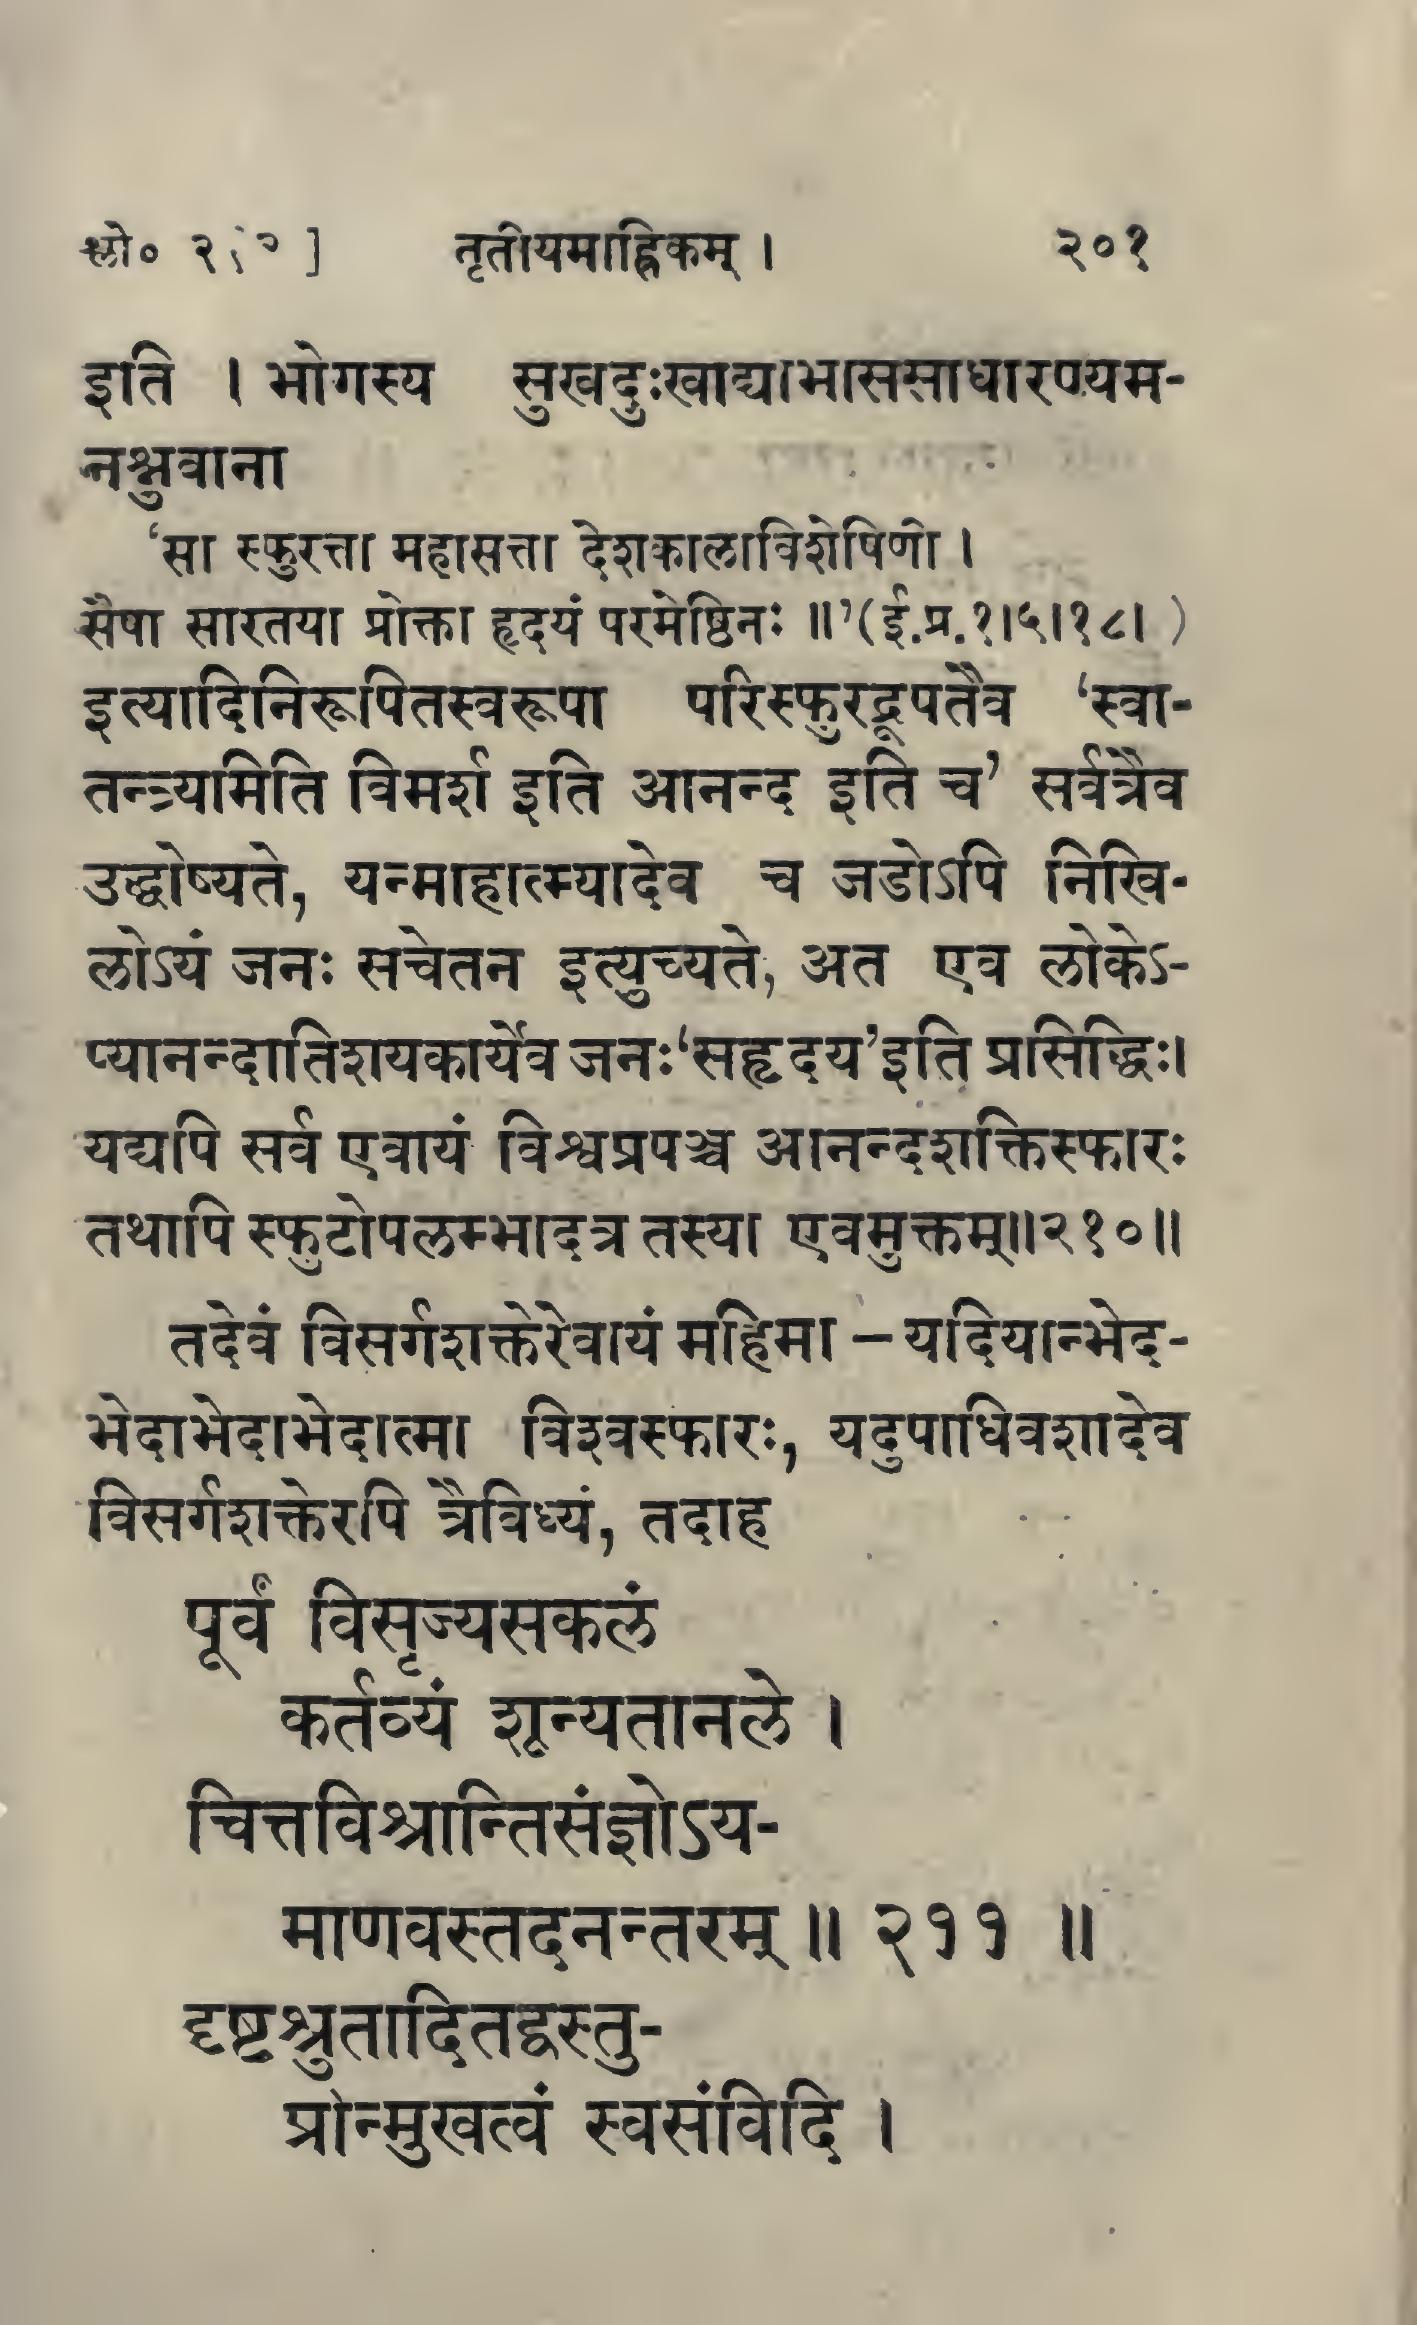 श्लो० २१० ] तृतीयमाह्निकम् । २०१
इति । भोगस्य सुखदुःखाद्याभाससाधारण्यम-
नश्नुवाना
‘सा स्फुरत्ता महासत्ता देशकालाविशेषिणी ।
सैषा सारतया प्रोक्ता हृदयं परमेष्ठिनः ॥’(ई.प्र.१।५।१८। )
इत्यादिनिरूपितस्वरूपा परिस्फुरद्रूपतैव ‘स्वा-
तन्त्र्यमिति विमर्श इति आनन्द इति च’ सर्वत्रैव
उद्घोष्यते, यन्माहात्म्यादेव च जडोऽपि निखि-
लोऽयं जनः सचेतन इत्युच्यते, अत एव लोकेऽ-
प्यानन्दातिशयकार्येव जनः‘सहृदय’इति प्रसिद्धिः।
यद्यपि सर्व एवायं विश्वप्रपञ्च आनन्दशक्तिस्फारः
तथापि स्फुटोपलम्भादत्र तस्या एवमुक्तम्॥२१०॥
तदेवं विसर्गशक्तेरेवायं महिमा – यदियान्भेद-
भेदाभेदाभेदात्मा विश्वस्फारः, यदुपाधिवशादेव
विसर्गशक्तेरपि त्रैविध्यं, तदाह
पूर्वं विसृज्यसकलं
कर्तव्यं शून्यतानले ।
चित्तविश्रान्तिसंज्ञोऽय-
माणवस्तदनन्तरम् ॥ २११ ॥
दृष्टश्रुतादितद्वस्तु-
प्रोन्मुखत्वं स्वसंविदि ।